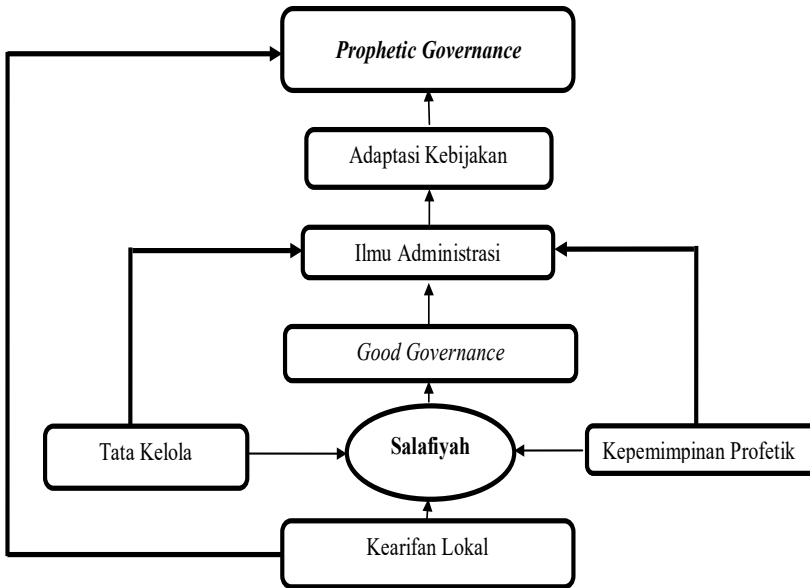 Prophetic Governance
Adaptasi Kebijakan
Ilmu Administrasi
Good Governance
Salafiyah
Tata Kelola
Kepemimpinan Profetik
Kearifan Lokal